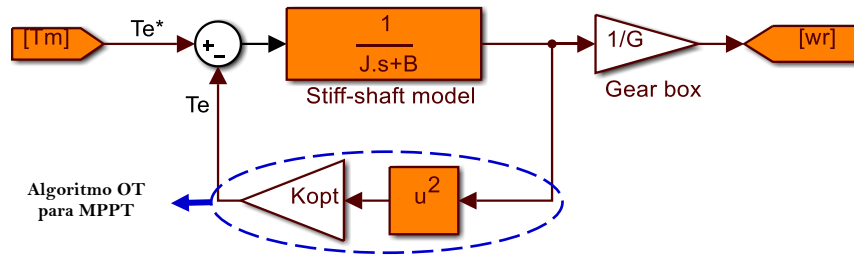 [Tm]
Te*
+
-
1
J.s+B
1/G
[wr]
Stiff-shaft model
Gear box
Te
Algoritmo OT
para MPPT
Kopt
u²